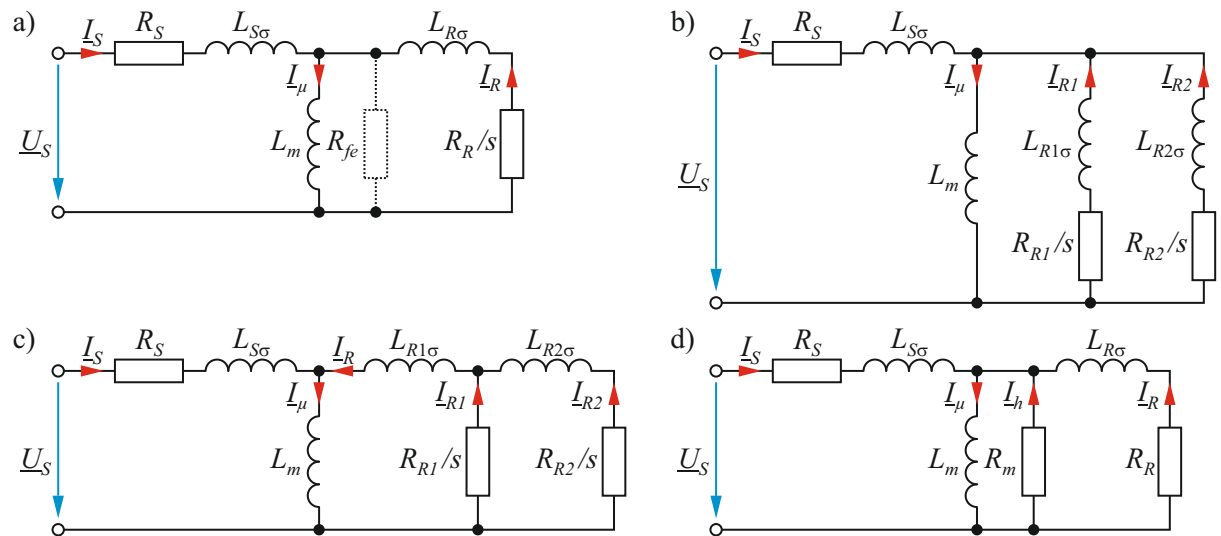 a)
I_S R_S L_Sσ L_Rσ
I_μ I_R
U_S L_m R_fe R_R/s
b)
I_S R_S L_Sσ
I_μ I_R1 I_R2
U_S L_m L_R1σ L_R2σ
R_R1/s R_R2/s
c)
I_S R_S L_Sσ I_R L_R1σ L_R2σ
I_μ I_R1 I_R2
U_S L_m R_R1/s R_R2/s
d)
I_S R_S L_Sσ L_Rσ
I_μ I_h I_R
U_S L_m R_m R_R